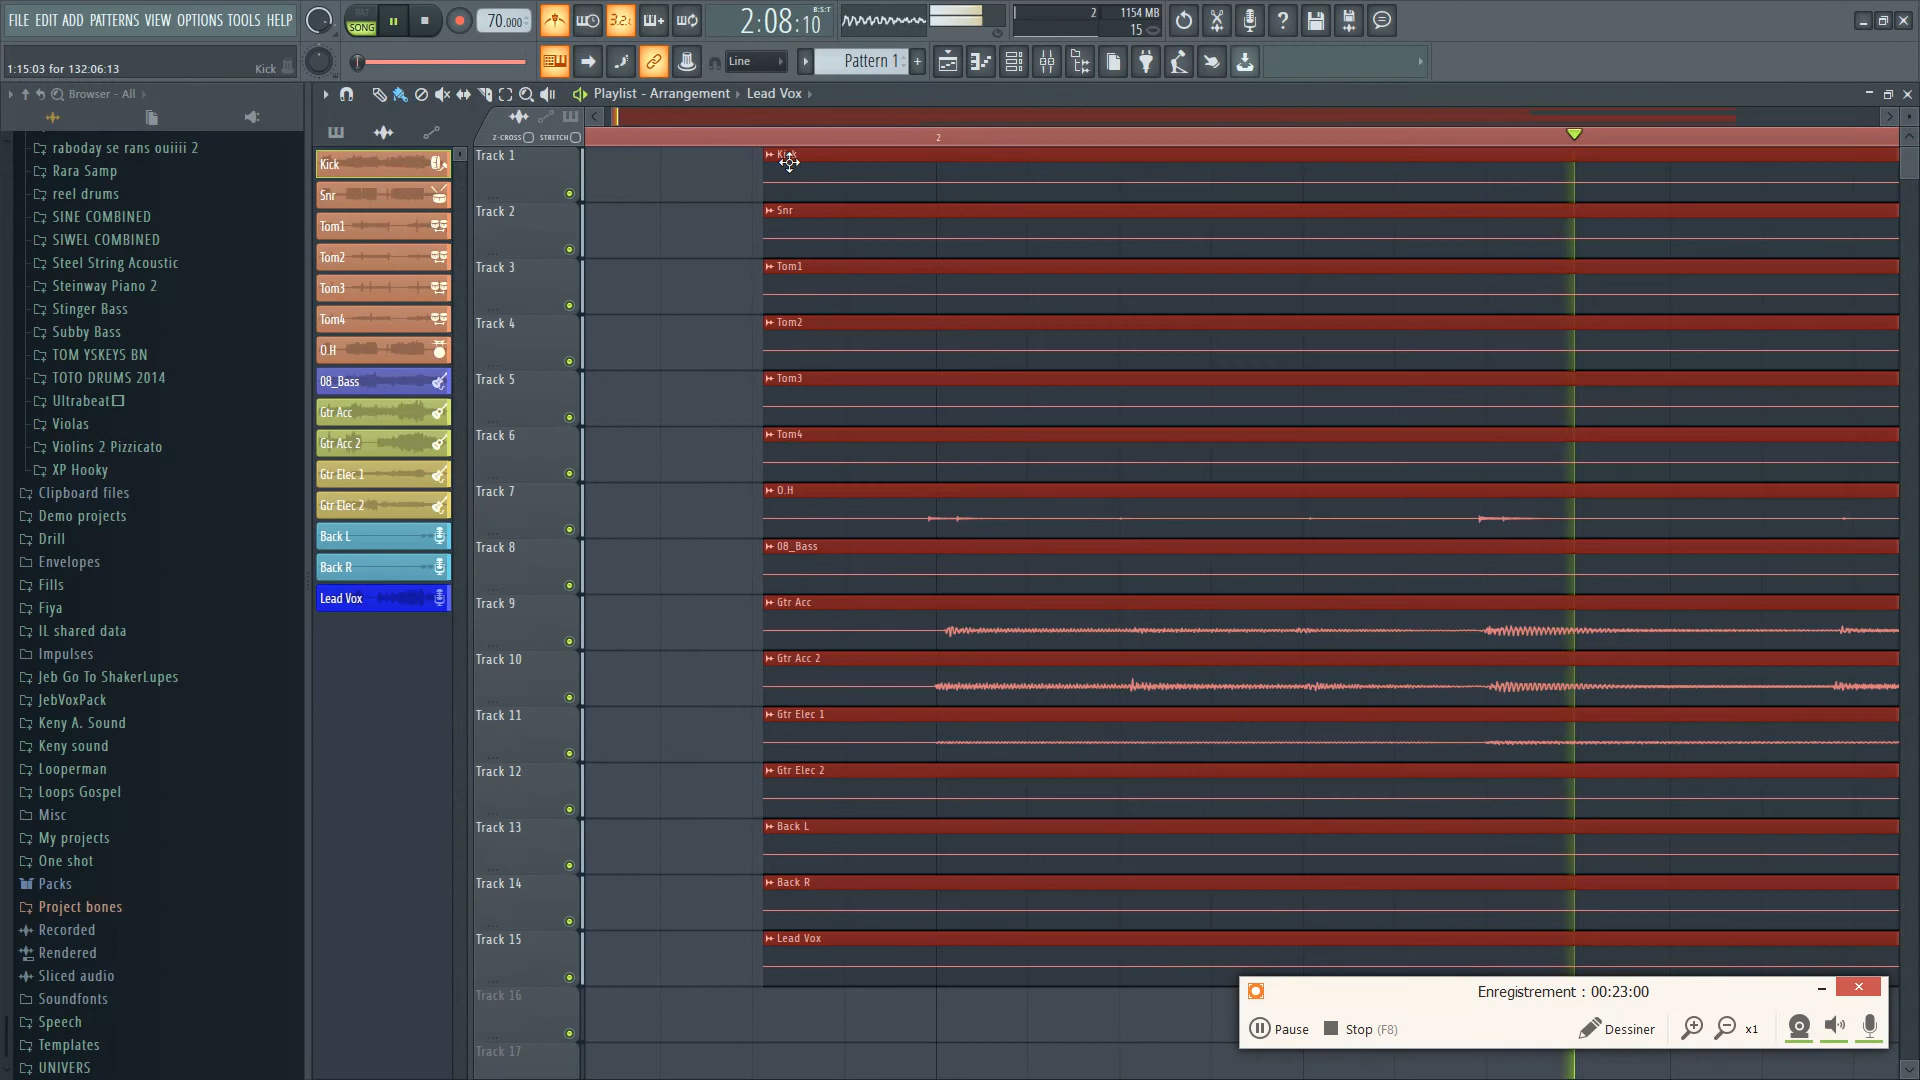 FILE EDIT ADD PATTERNS VIEW OPTIONS TOOLS HELP
PAT
SONG
70.000
3.2.
2:08:10
B:S:T
2
1154 MB
15
1:15:03 for 132:06:13
Kick
Line
Pattern 1
Browser - All
Playlist - Arrangement
Lead Vox
Z-CROSS
STRETCH
2
raboday se rans ouiiii 2
Rara Samp
reel drums
SINE COMBINED
SIWEL COMBINED
Steel String Acoustic
Steinway Piano 2
Stinger Bass
Subby Bass
TOM YSKEYS BN
TOTO DRUMS 2014
Ultrabeat
Violas
Violins 2 Pizzicato
XP Hooky
Clipboard files
Demo projects
Drill
Envelopes
Fills
Fiya
IL shared data
Impulses
Jeb Go To ShakerLupes
JebVoxPack
Keny A. Sound
Keny sound
Looperman
Loops Gospel
Misc
My projects
One shot
Packs
Project bones
Recorded
Rendered
Sliced audio
Soundfonts
Speech
Templates
UNIVERS
Kick
Snr
Tom1
Tom2
Tom3
Tom4
O.H
08_Bass
Gtr Acc
Gtr Acc 2
Gtr Elec 1
Gtr Elec 2
Back L
Back R
Lead Vox
Track 1
Kick
Track 2
Snr
Track 3
Tom1
Track 4
Tom2
Track 5
Tom3
Track 6
Tom4
Track 7
O.H
Track 8
08_Bass
Track 9
Gtr Acc
Track 10
Gtr Acc 2
Track 11
Gtr Elec 1
Track 12
Gtr Elec 2
Track 13
Back L
Track 14
Back R
Track 15
Lead Vox
Track 16
Track 17
Enregistrement : 00:23:00
Pause
Stop (F8)
Dessiner
x1